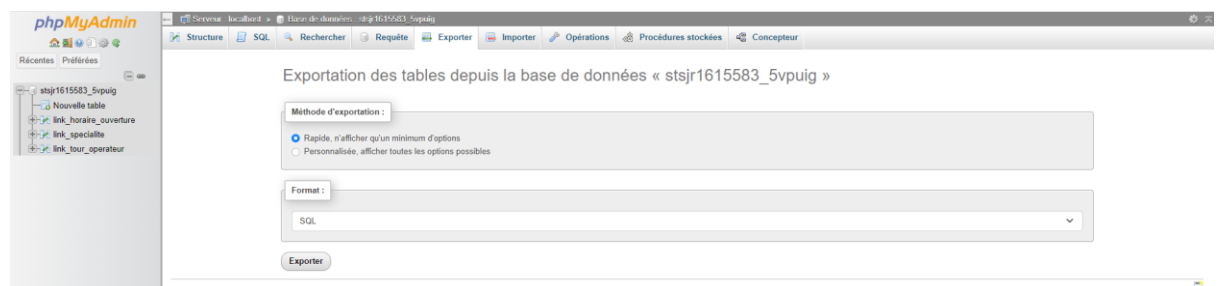 phpMyAdmin
Récentes Préférées
stsjr1615583_5vpuig
Nouvelle table
link_horaire_ouverture
link_specialite
link_tour_operateur
Serveur: localhost » Base de données: stsjr1615583_5vpuig
Structure SQL Rechercher Requête Exporter Importer Opérations Procédures stockées Concepteur
Exportation des tables depuis la base de données « stsjr1615583_5vpuig »
Méthode d'exportation :
Rapide, n'afficher qu'un minimum d'options
Personnalisée, afficher toutes les options possibles
Format :
SQL
Exporter